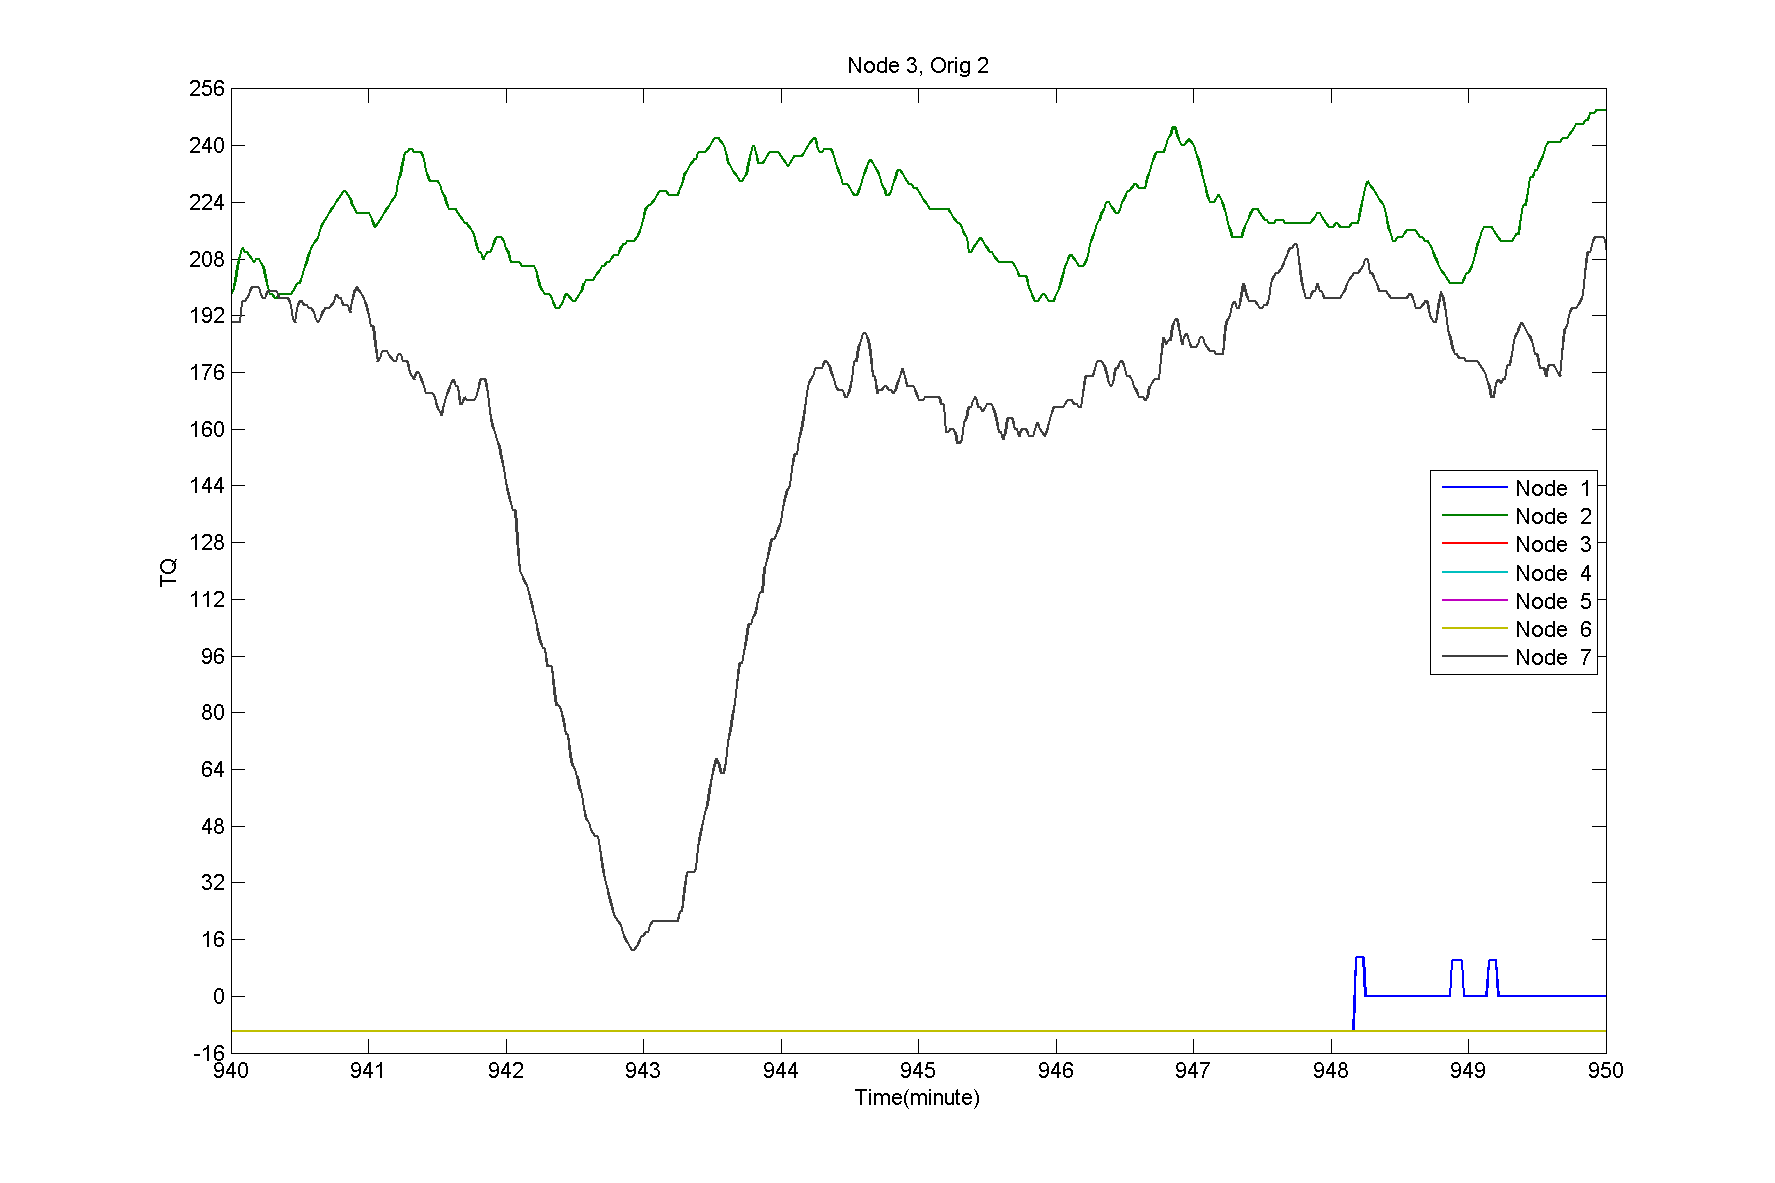 Node 3, Orig 2
256
240
224
208
192
176
160
144
128
112
96
80
64
48
32
16
0
-16
TQ
Node 1
Node 2
Node 3
Node 4
Node 5
Node 6
Node 7
940 941 942 943 944 945 946 947 948 949 950
Time(minute)